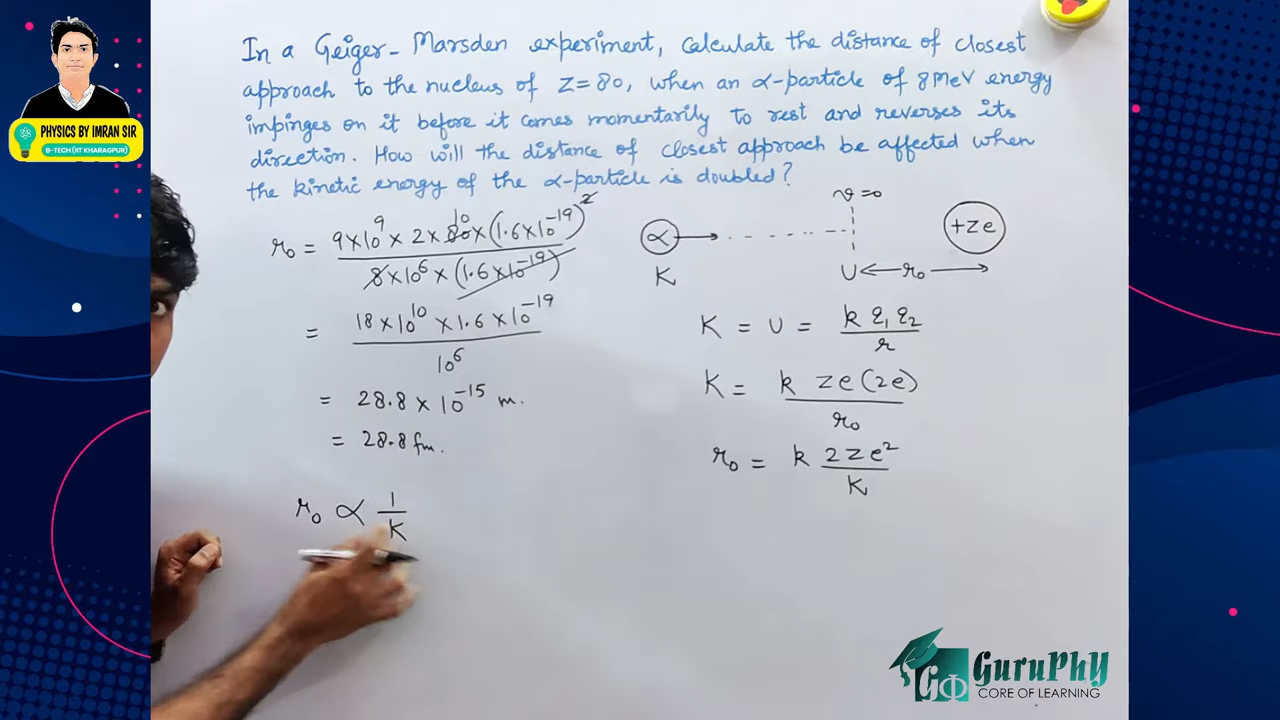 In a Geiger-Marsden experiment, calculate the distance of closest
approach to the nucleus of Z=80, when an α-particle of 8MeV energy
impinges on it before it comes momentarily to rest and reverses its
direction. How will the distance of closest approach be affected when
the kinetic energy of the α-particle is doubled?
PHYSICS BY IMRAN SIR
B-TECH (IIT KHARAGPUR)
r₀ = 9×10⁹ × 2 × 80 × (1.6×10⁻¹⁹)²
10
8×10⁶ × (1.6×10⁻¹⁹)
= 18×10¹⁰ × 1.6×10⁻¹⁹
10⁶
= 28.8×10⁻¹⁵ m.
= 28.8 fm.
r₀ ∝ 1
K
v=0
α
+Ze
K
U
r₀
K = U = k q₁ q₂
r
K = k Ze(2e)
r₀
r₀ = k 2Ze²
K
GURUPHY
GΦ
CORE OF LEARNING